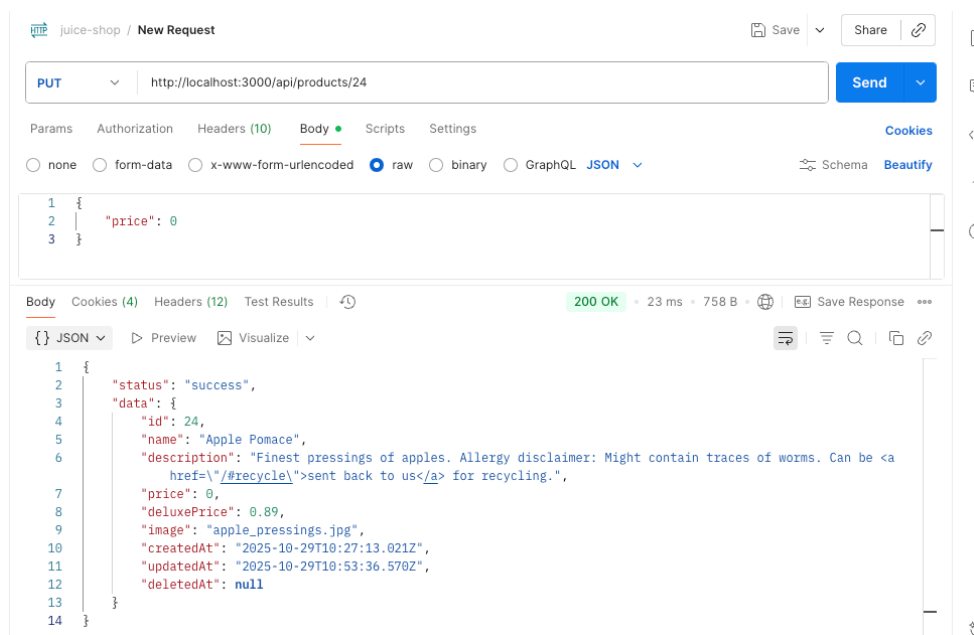 HTTP juice-shop / New Request Save Share
PUT http://localhost:3000/api/products/24 Send
Params Authorization Headers (10) Body Scripts Settings Cookies
none form-data x-www-form-urlencoded raw binary GraphQL JSON Schema Beautify
1 {
2 "price": 0
3 }
Body Cookies (4) Headers (12) Test Results 200 OK • 23 ms • 758 B • e.g. Save Response
{} JSON Preview Visualize
1 {
2 "status": "success",
3 "data": {
4 "id": 24,
5 "name": "Apple Pomace",
6 "description": "Finest pressings of apples. Allergy disclaimer: Might contain traces of worms. Can be <a
href=\"/#recycle\">sent back to us</a> for recycling.",
7 "price": 0,
8 "deluxePrice": 0.89,
9 "image": "apple_pressings.jpg",
10 "createdAt": "2025-10-29T10:27:13.021Z",
11 "updatedAt": "2025-10-29T10:53:36.570Z",
12 "deletedAt": null
13 }
14 }